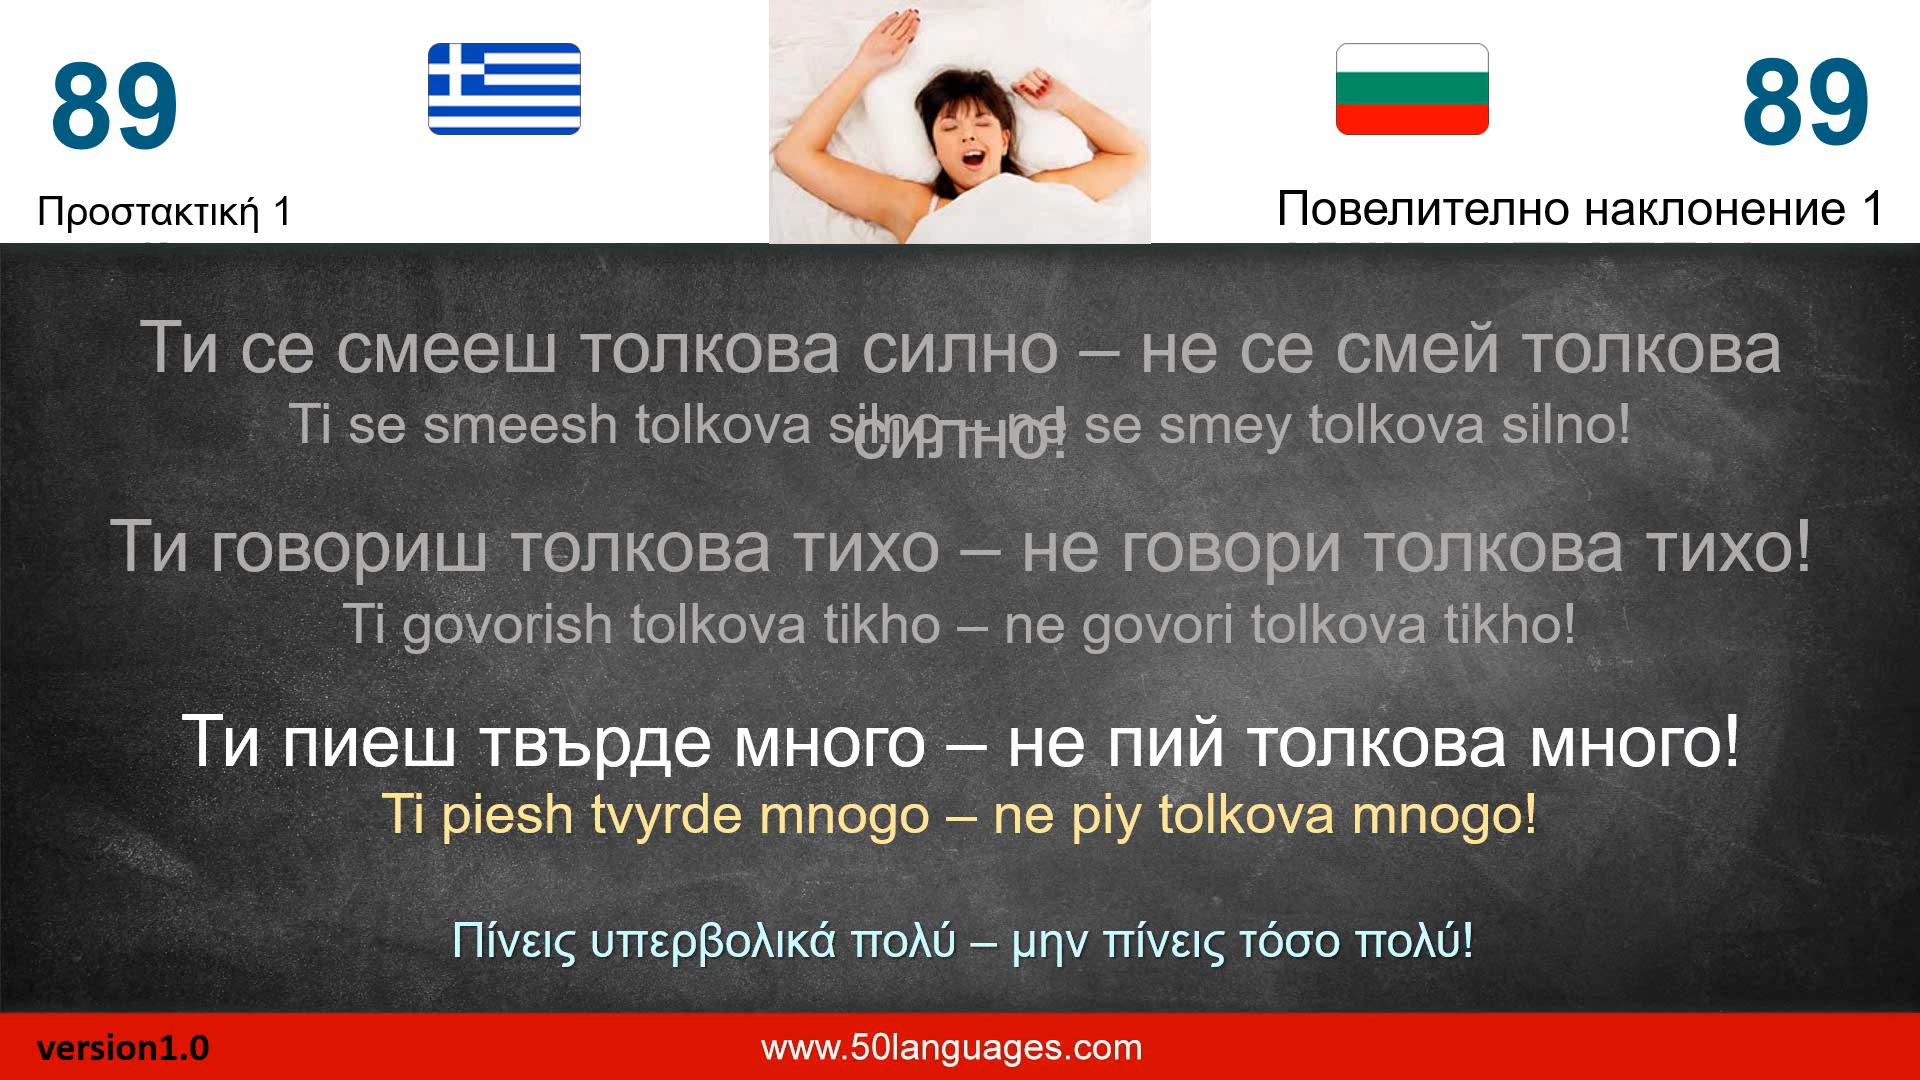 89
89
Προστακτική 1
Повелително наклонение 1
Ти се смееш толкова силно – не се смей толкова
силно!
Ti se smeesh tolkova silno – ne se smey tolkova silno!
Ти говориш толкова тихо – не говори толкова тихо!
Ti govorish tolkova tikho – ne govori tolkova tikho!
Ти пиеш твърде много – не пий толкова много!
Ti piesh tvyrde mnogo – ne piy tolkova mnogo!
Πίνεις υπερβολικά πολύ – μην πίνεις τόσο πολύ!
version1.0
www.50languages.com